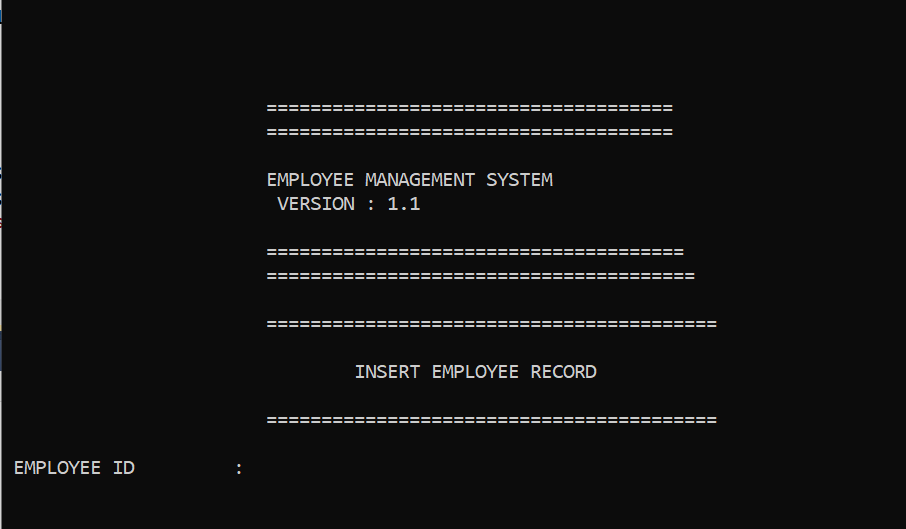 =====================================
=====================================
EMPLOYEE MANAGEMENT SYSTEM
VERSION : 1.1
======================================
=======================================
=========================================
INSERT EMPLOYEE RECORD
=========================================
EMPLOYEE ID         :